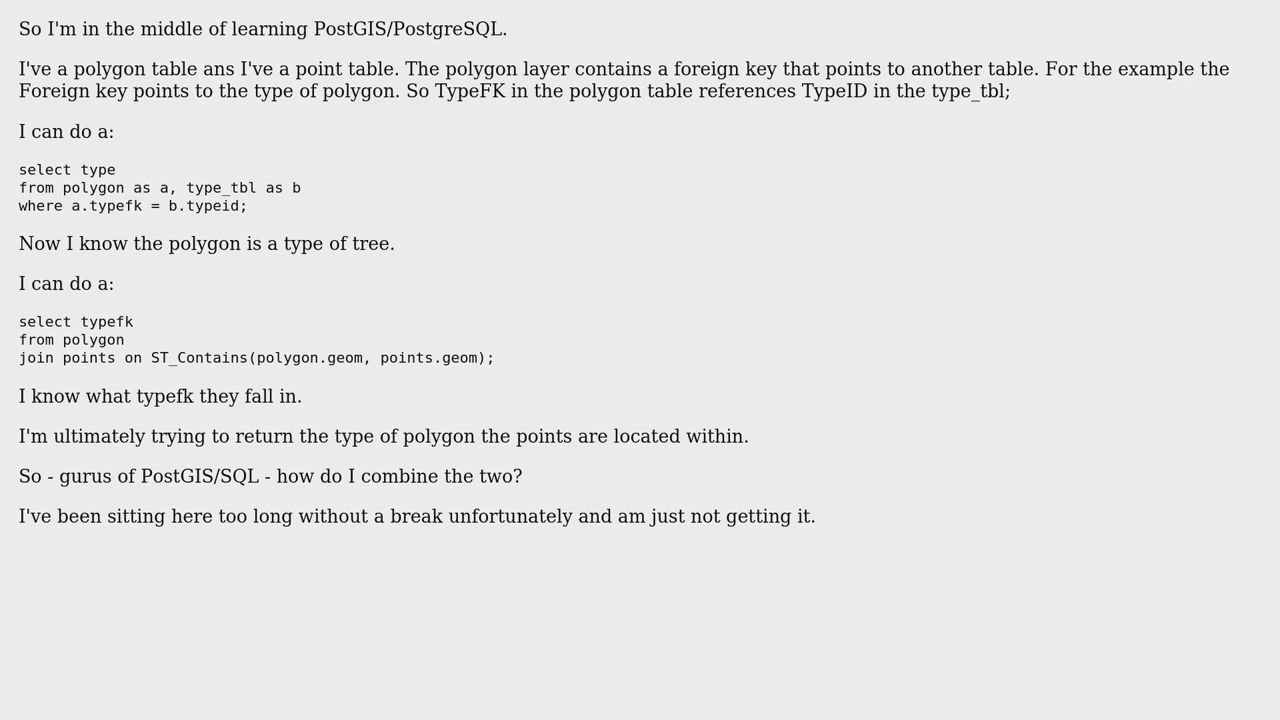 So I'm in the middle of learning PostGIS/PostgreSQL.
I've a polygon table ans I've a point table. The polygon layer contains a foreign key that points to another table. For the example the
Foreign key points to the type of polygon. So TypeFK in the polygon table references TypeID in the type_tbl;
I can do a:
select type
from polygon as a, type_tbl as b
where a.typefk = b.typeid;
Now I know the polygon is a type of tree.
I can do a:
select typefk
from polygon
join points on ST_Contains(polygon.geom, points.geom);
I know what typefk they fall in.
I'm ultimately trying to return the type of polygon the points are located within.
So - gurus of PostGIS/SQL - how do I combine the two?
I've been sitting here too long without a break unfortunately and am just not getting it.